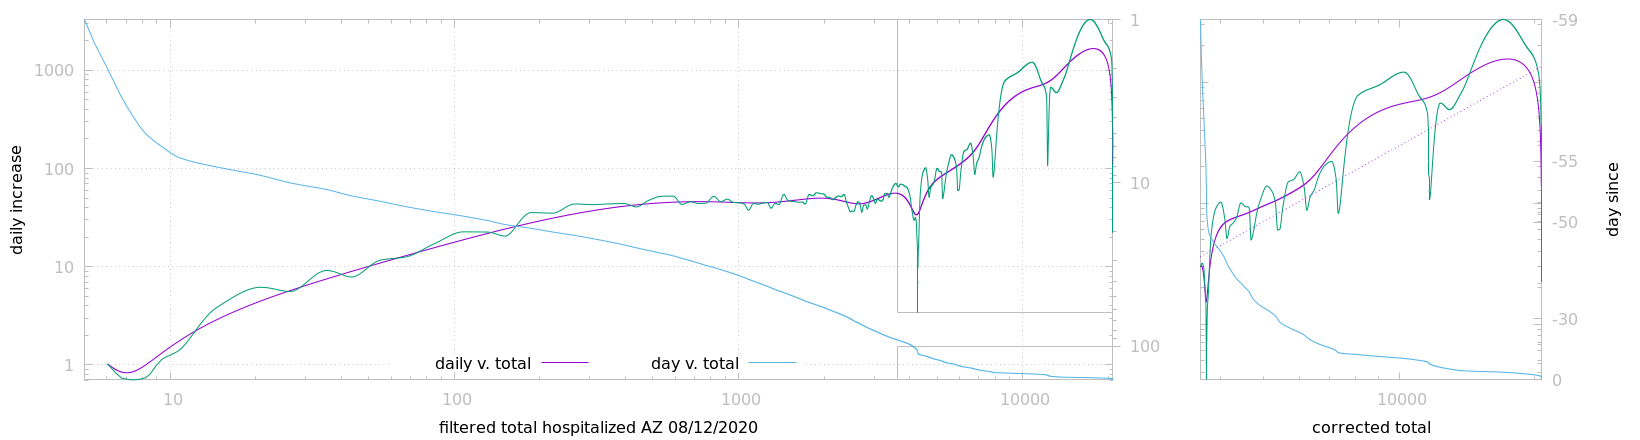 1000
100
10
1
daily increase
10
100
1000
10000
filtered total hospitalized AZ 08/12/2020
daily v. total
day v. total
1
10
100
10000
corrected total
-59
-55
-50
-30
0
day since